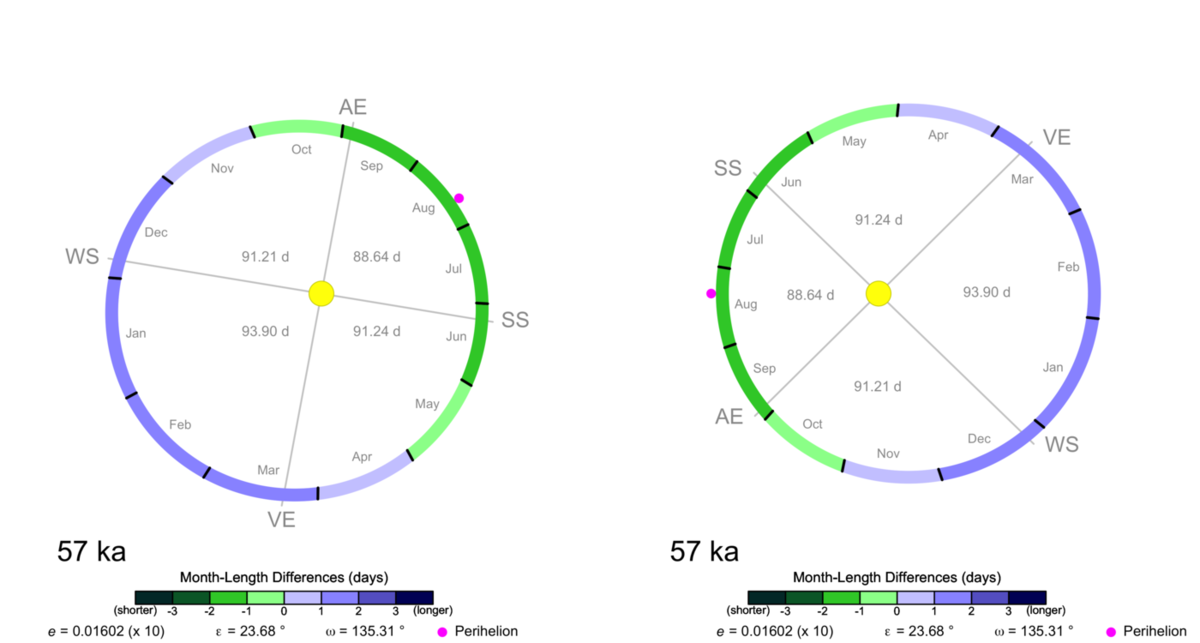 AE
Oct
Sep
Nov
Aug
Dec
WS
91.21 d
88.64 d
Jul
SS
93.90 d
91.24 d
Jan
Jun
May
Feb
Apr
Mar
VE
57 ka
Month-Length Differences (days)
(shorter) -3 -2 -1 0 1 2 3 (longer)
e = 0.01602 (x 10) ε = 23.68 ° ω = 135.31 ° Perihelion
Apr
VE
May
SS
Jun
Mar
91.24 d
Jul
Feb
88.64 d
93.90 d
Aug
Sep
Jan
91.21 d
AE
Oct
Dec
WS
Nov
57 ka
Month-Length Differences (days)
(shorter) -3 -2 -1 0 1 2 3 (longer)
e = 0.01602 (x 10) ε = 23.68 ° ω = 135.31 ° Perihelion